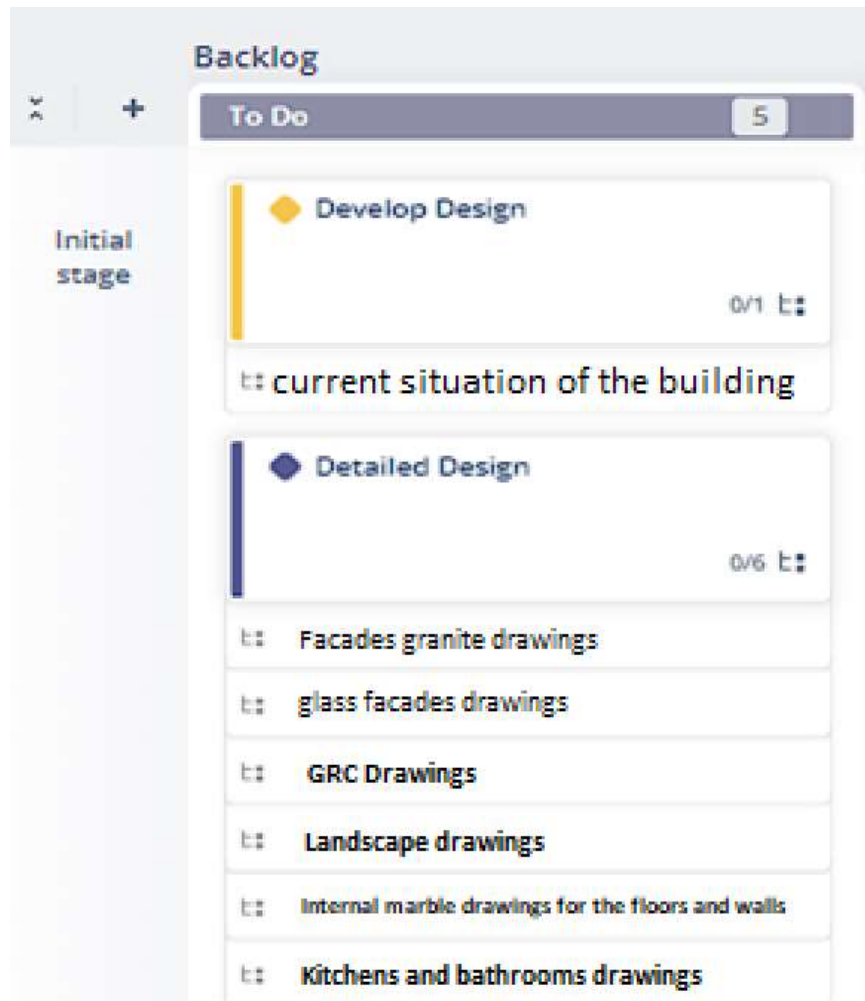 Backlog
To Do 5
Initial
stage
Develop Design
0/1
current situation of the building
Detailed Design
0/6
Facades granite drawings
glass facades drawings
GRC Drawings
Landscape drawings
Internal marble drawings for the floors and walls
Kitchens and bathrooms drawings